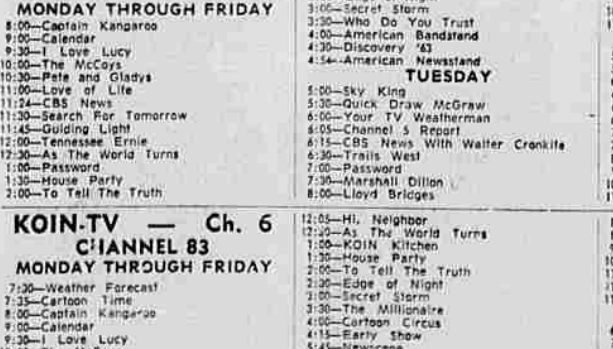 MONDAY THROUGH FRIDAY
8:00—Captain Kangaroo
9:00—Calendar
9:30—I Love Lucy
10:00—The McCoys
10:30—Pete and Gladys
11:00—Love of Life
11:24—CBS News
11:30—Search For Tomorrow
11:45—Guiding Light
12:00—Tennessee Ernie
12:30—As The World Turns
1:00—Password
1:30—House Party
2:00—To Tell The Truth
3:00—Secret Storm
3:30—Who Do You Trust
4:00—American Bandstand
4:30—Discovery '63
4:54—American Newsstand
TUESDAY
5:00—Sky King
5:30—Quick Draw McGraw
6:00—Your TV Weatherman
6:05—Channel 5 Report
6:15—CBS News With Walter Cronkite
6:30—Trails West
7:00—Password
7:30—Marshall Dillon
8:00—Lloyd Bridges
KOIN-TV — Ch. 6
CHANNEL 83
MONDAY THROUGH FRIDAY
7:30—Weather Forecast
7:35—Cartoon Time
8:00—Captain Kangaroo
9:00—Calendar
9:30—I Love Lucy
12:05—Hi, Neighbor
12:30—As The World Turns
1:00—KOIN Kitchen
1:30—House Party
2:00—To Tell The Truth
2:30—Edge of Night
3:00—Secret Storm
3:30—The Millionaire
4:00—Cartoon Circus
4:15—Early Show
5:45—Newscene